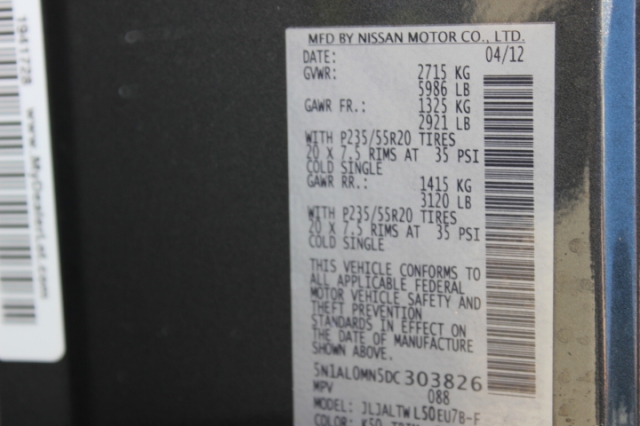 1941728 www.MyDealerLot.com
MFD BY NISSAN MOTOR CO., LTD.
DATE: 04/12
GVWR: 2715 KG
5986 LB
GAWR FR.: 1325 KG
2921 LB
WITH P235/55R20 TIRES
20 X 7.5 RIMS AT 35 PSI
COLD SINGLE
GAWR RR.: 1415 KG
3120 LB
WITH P235/55R20 TIRES
20 X 7.5 RIMS AT 35 PSI
COLD SINGLE
THIS VEHICLE CONFORMS TO
ALL APPLICABLE FEDERAL
MOTOR VEHICLE SAFETY AND
THEFT PREVENTION
STANDARDS IN EFFECT ON
THE DATE OF MANUFACTURE
SHOWN ABOVE.
5N1AL0MN5DC303826
MPV 088
MODEL: JLJALTWL50EU7B-F
COLOR: K50